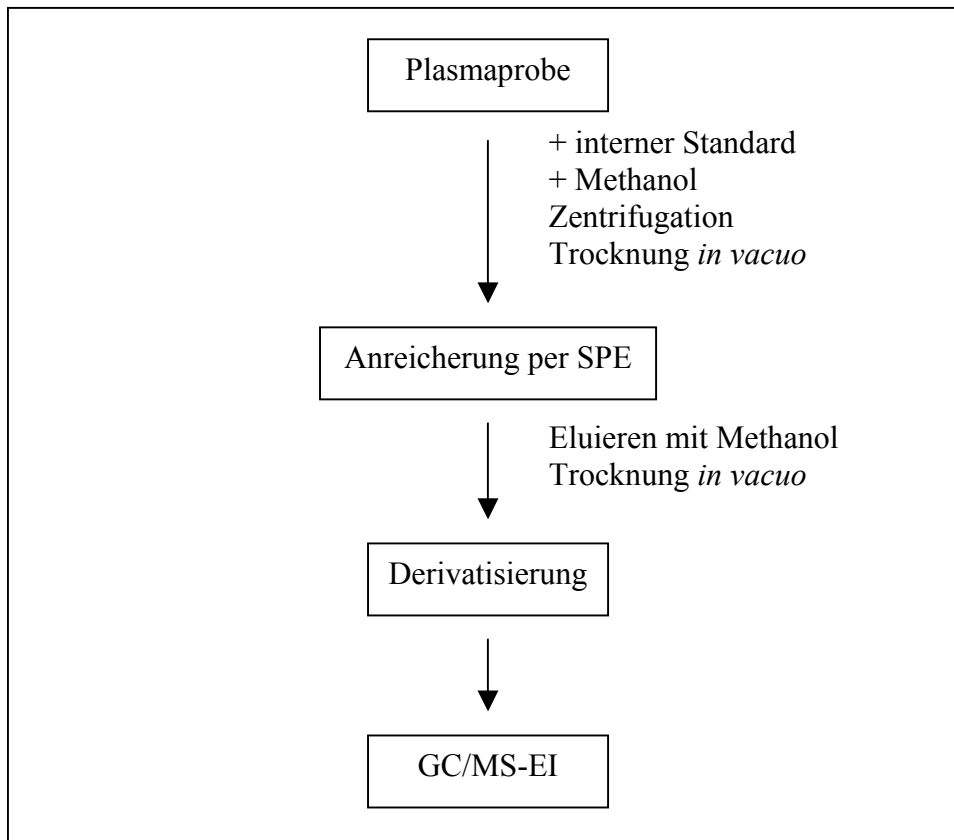 Plasmaprobe
+ interner Standard
+ Methanol
Zentrifugation
Trocknung in vacuo
Anreicherung per SPE
Eluieren mit Methanol
Trocknung in vacuo
Derivatisierung
GC/MS-EI